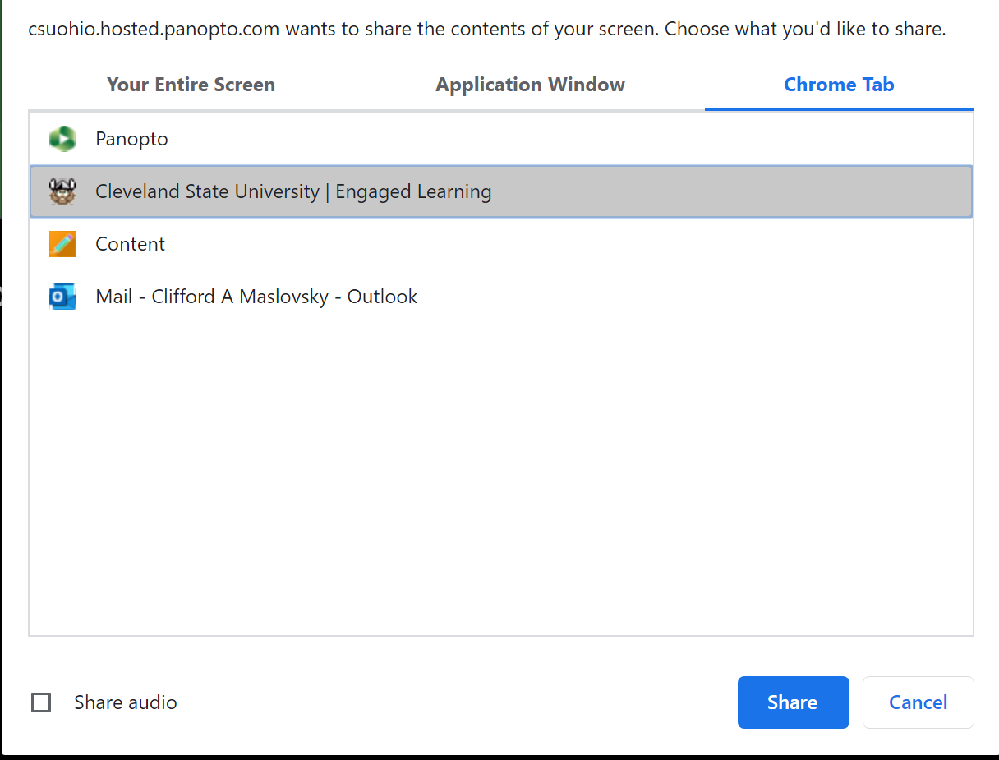 csuohio.hosted.panopto.com wants to share the contents of your screen. Choose what you'd like to share.
Your Entire Screen Application Window Chrome Tab
Panopto
Cleveland State University | Engaged Learning
Content
Mail - Clifford A Maslovsky - Outlook
Share audio Share Cancel